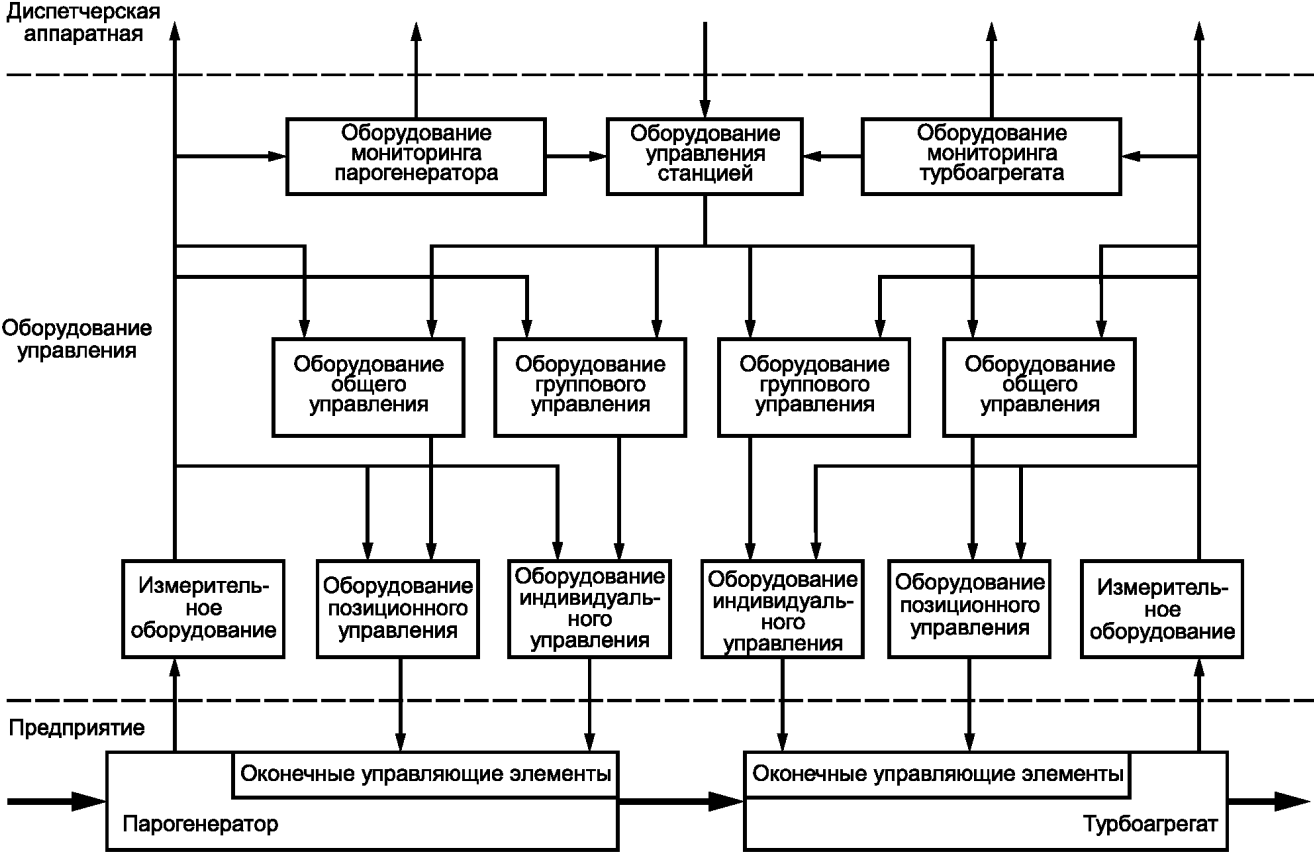 Диспетчерская
аппаратная
Оборудование
мониторинга
парогенератора
Оборудование
управления
станцией
Оборудование
мониторинга
турбоагрегата
Оборудование
управления
Оборудование
общего
управления
Оборудование
группового
управления
Оборудование
группового
управления
Оборудование
общего
управления
Измеритель-
ное
оборудование
Оборудование
позиционного
управления
Оборудование
индивидуаль-
ного
управления
Оборудование
индивидуаль-
ного
управления
Оборудование
позиционного
управления
Измеритель-
ное
оборудование
Предприятие
Оконечные управляющие элементы
Парогенератор
Оконечные управляющие элементы
Турбоагрегат